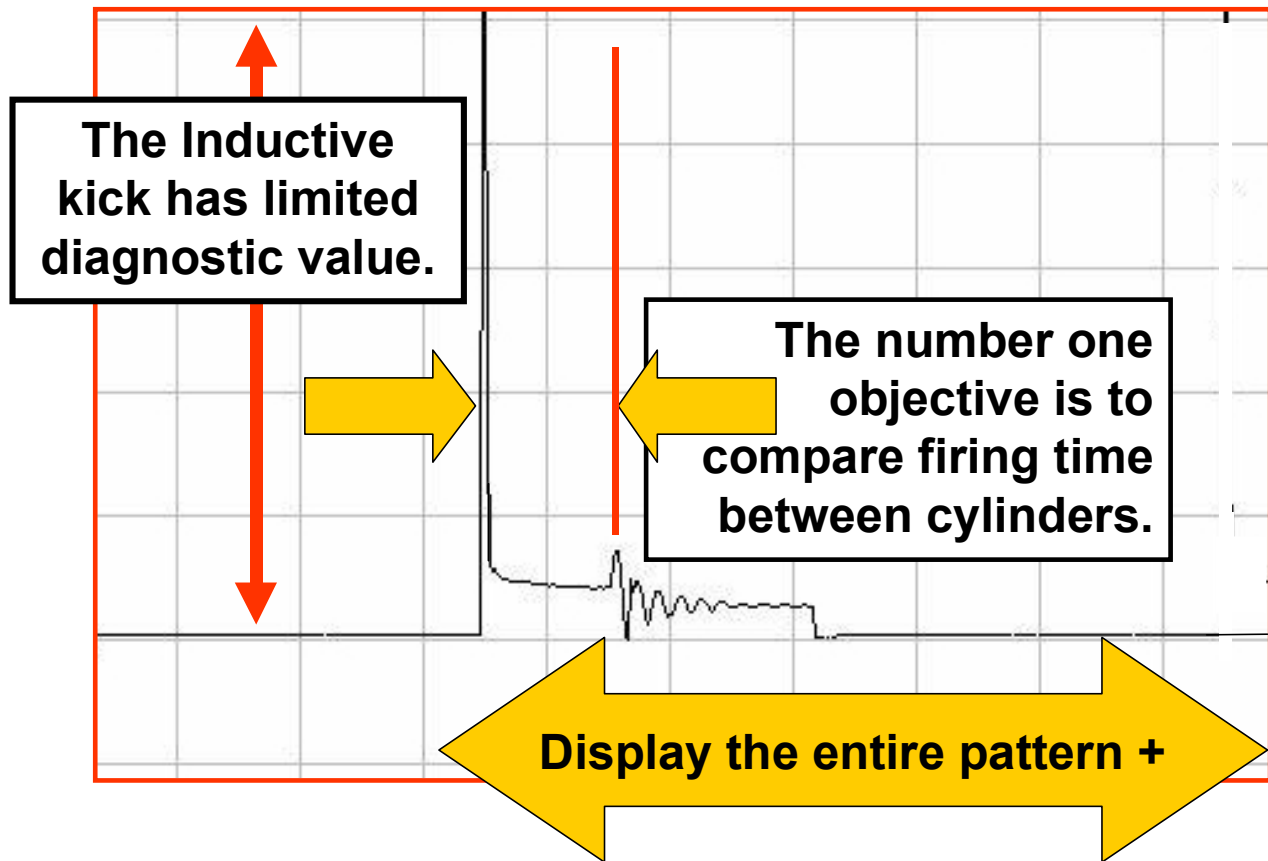 The Inductive
kick has limited
diagnostic value.
The number one
objective is to
compare firing time
between cylinders.
Display the entire pattern +